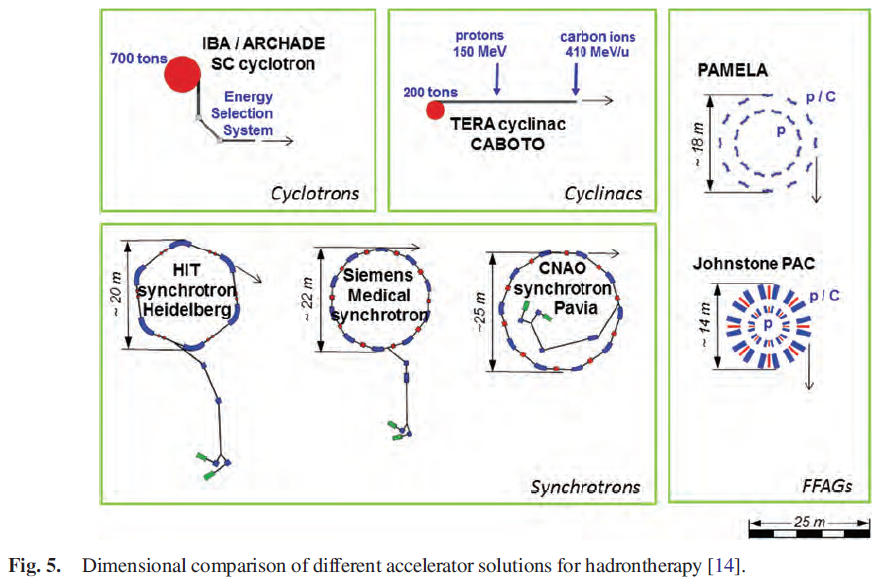 IBA / ARCHADE
SC cyclotron
700 tons
Energy
Selection
System
Cyclotrons
protons
150 MeV
carbon ions
410 MeV/u
200 tons
TERA cyclinac
CABOTO
Cyclinacs
PAMELA
p / C
p
~ 18 m
Johnstone PAC
p / C
p
~ 14 m
FFAGs
HIT
synchrotron
Heidelberg
~ 20 m
Siemens
Medical
synchrotron
~ 22 m
CNAO
synchrotron
Pavia
~25 m
Synchrotrons
25 m
Fig. 5. Dimensional comparison of different accelerator solutions for hadrontherapy [14].